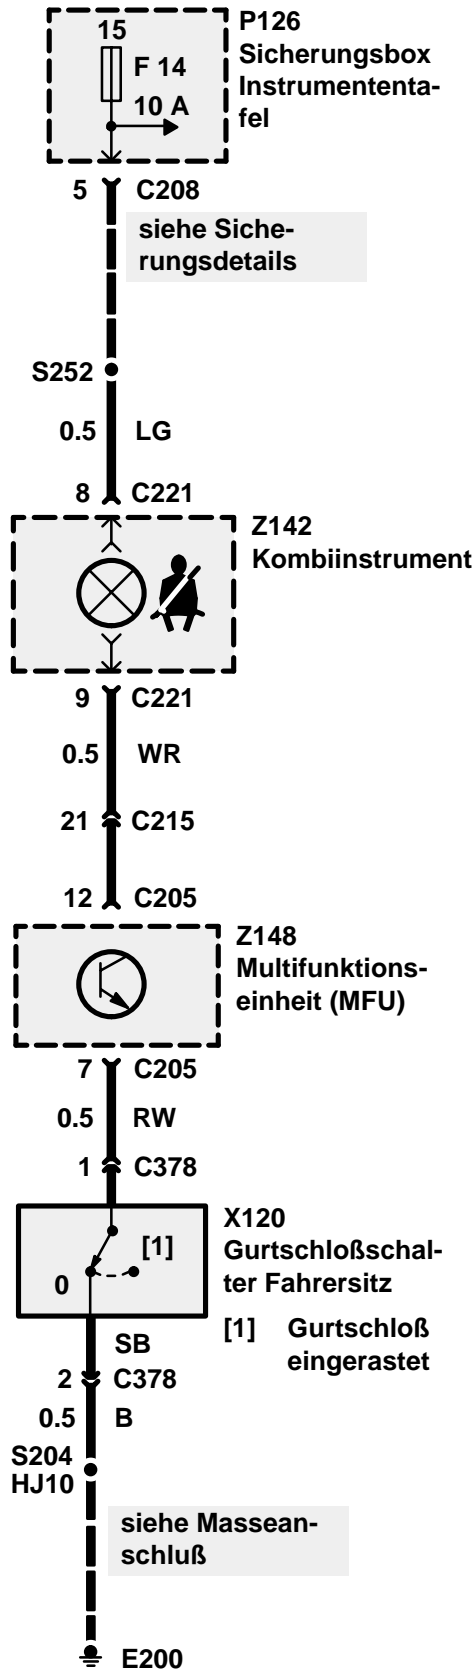 15
F 14
10 A
P126
Sicherungsbox
Instrumententa-
fel
5 C208
siehe Siche-
rungsdetails
S252
0.5 LG
8 C221
Z142
Kombiinstrument
9 C221
0.5 WR
21 C215
12 C205
Z148
Multifunktions-
einheit (MFU)
7 C205
0.5 RW
1 C378
X120
Gurtschloßschal-
ter Fahrersitz
[1]
0
[1] Gurtschloß
eingerastet
SB
2 C378
0.5 B
S204
HJ10
siehe Massean-
schluß
E200